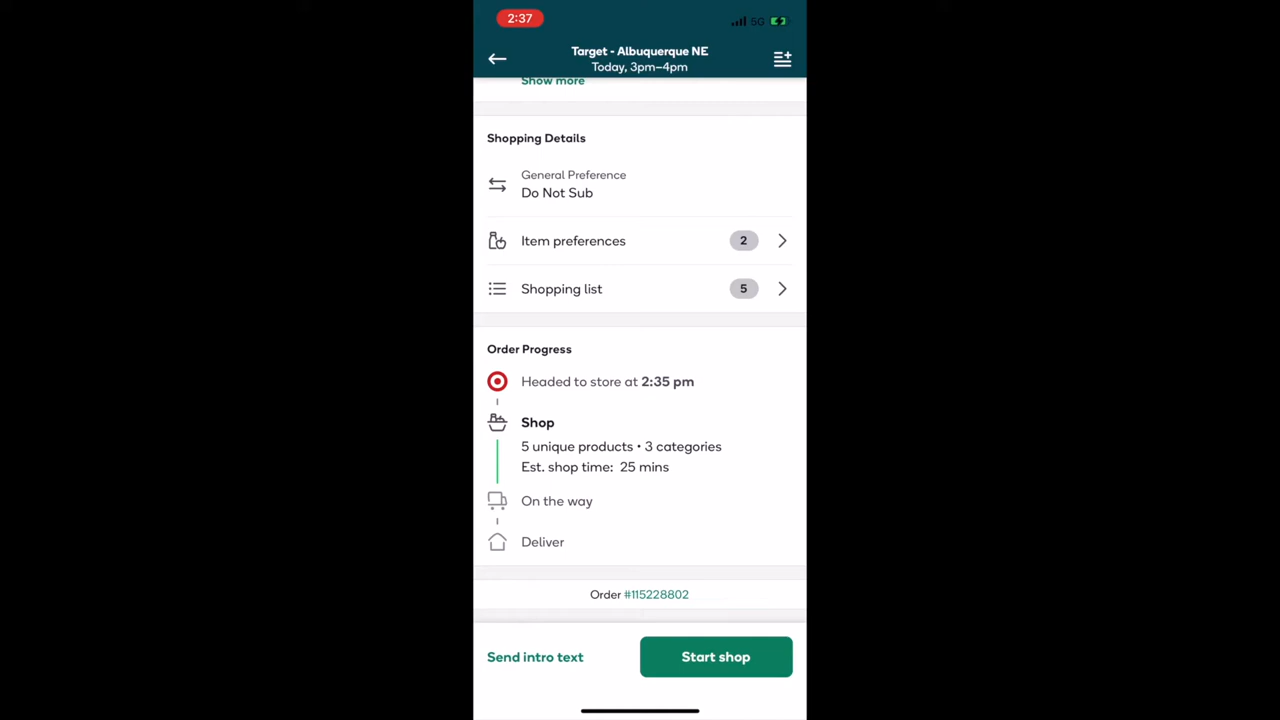 2:37
5G
Target - Albuquerque NE
Today, 3pm–4pm
Show more
Shopping Details
General Preference
Do Not Sub
Item preferences 2
Shopping list 5
Order Progress
Headed to store at 2:35 pm
Shop
5 unique products • 3 categories
Est. shop time: 25 mins
On the way
Deliver
Order #115228802
Send intro text
Start shop